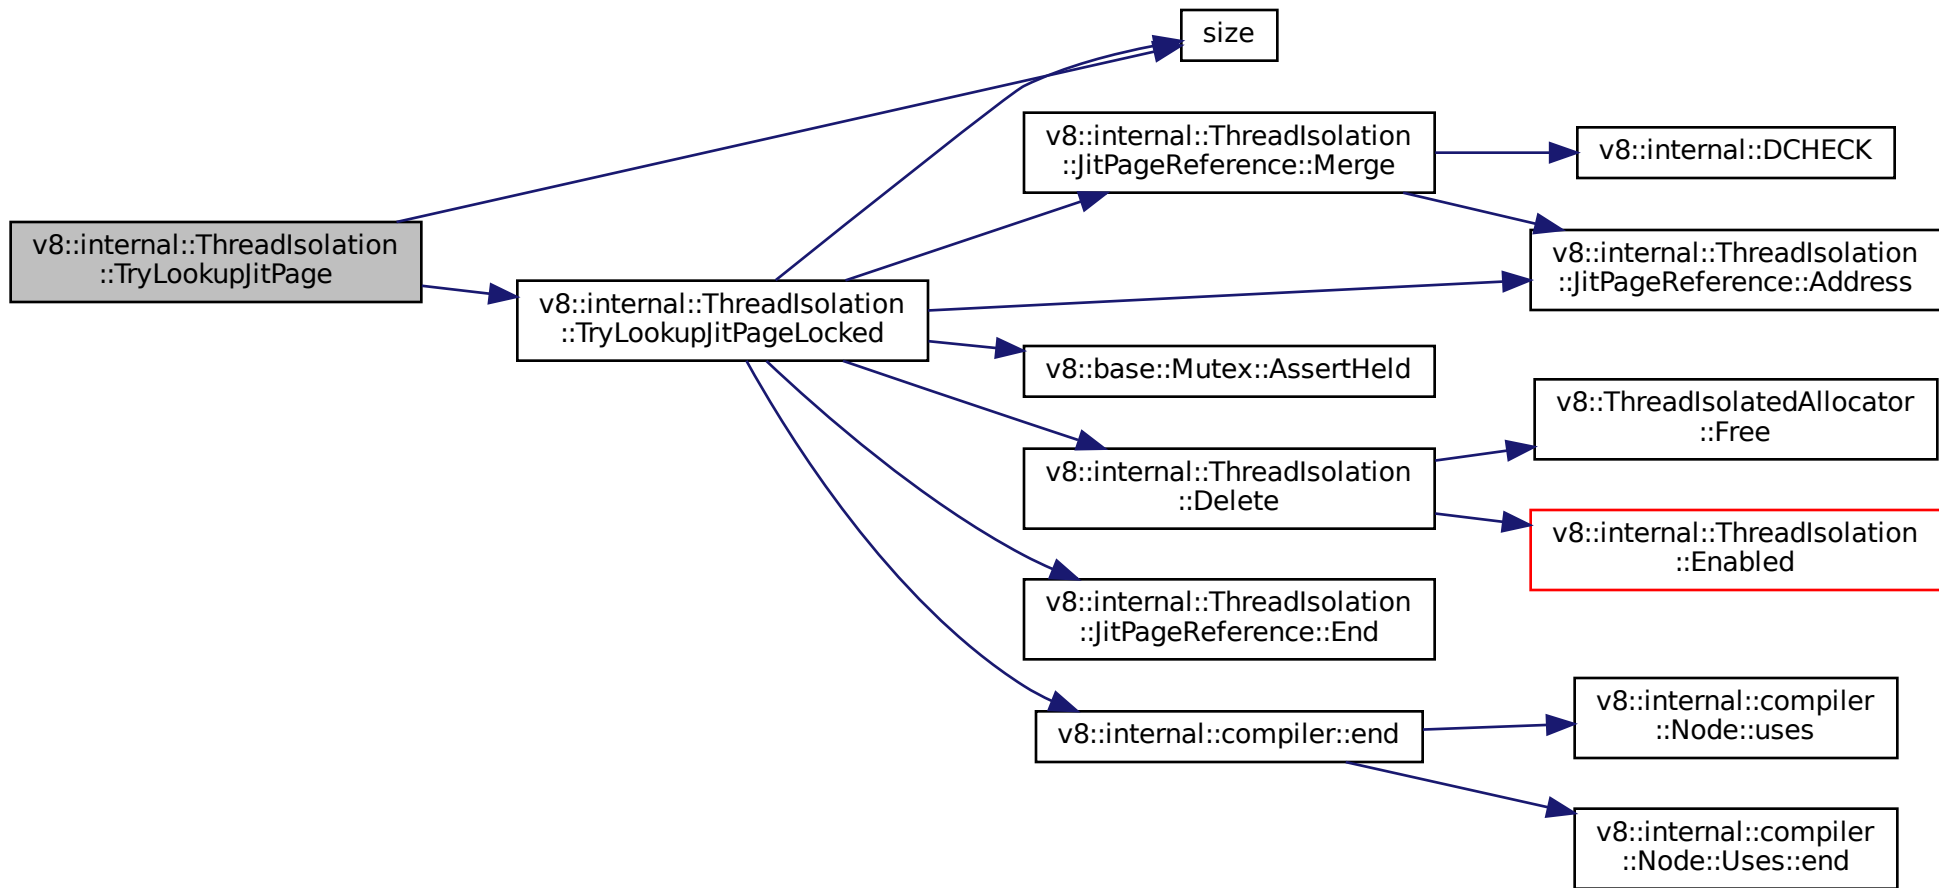 size
v8::internal::ThreadIsolation
::JitPageReference::Merge
v8::internal::DCHECK
v8::internal::ThreadIsolation
::TryLookupJitPage
v8::internal::ThreadIsolation
::JitPageReference::Address
v8::internal::ThreadIsolation
::TryLookupJitPageLocked
v8::base::Mutex::AssertHeld
v8::ThreadIsolatedAllocator
::Free
v8::internal::ThreadIsolation
::Delete
v8::internal::ThreadIsolation
::Enabled
v8::internal::ThreadIsolation
::JitPageReference::End
v8::internal::compiler::end
v8::internal::compiler
::Node::uses
v8::internal::compiler
::Node::Uses::end